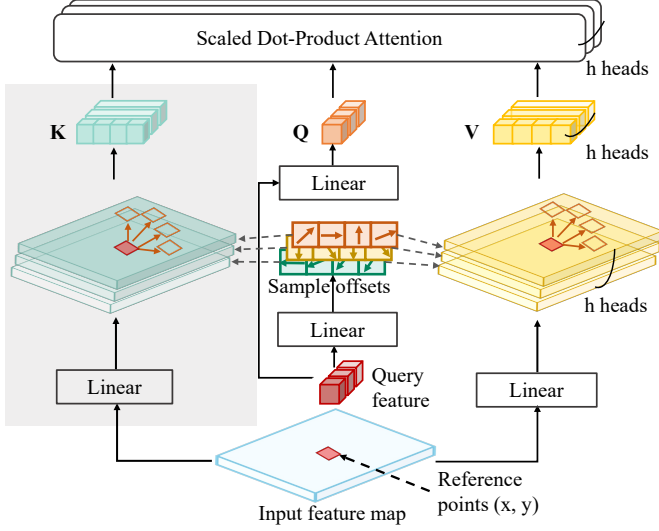 Scaled Dot-Product Attention
h heads
K
Q
V
h heads
Linear
Sample offsets
h heads
Linear
Linear
Query
feature
Linear
Reference
points (x, y)
Input feature map